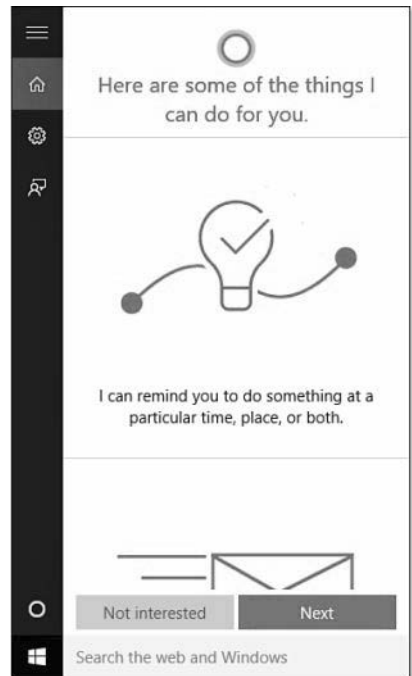 Here are some of the things I
can do for you.
I can remind you to do something at a
particular time, place, or both.
Not interested
Next
Search the web and Windows